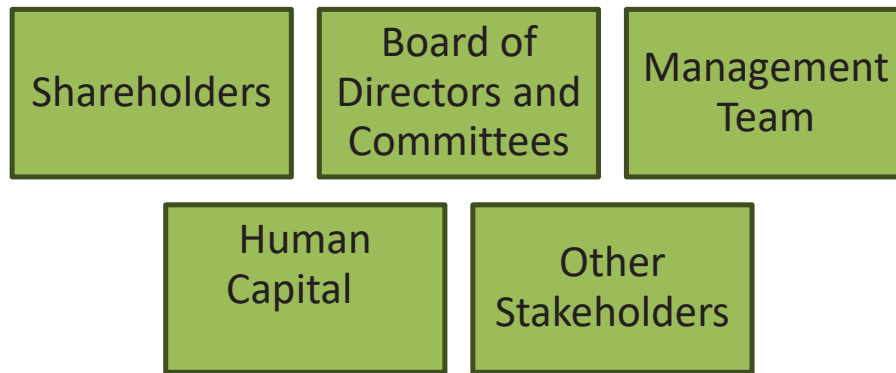 Shareholders
Board of
Directors and
Committees
Management
Team
Human
Capital
Other
Stakeholders